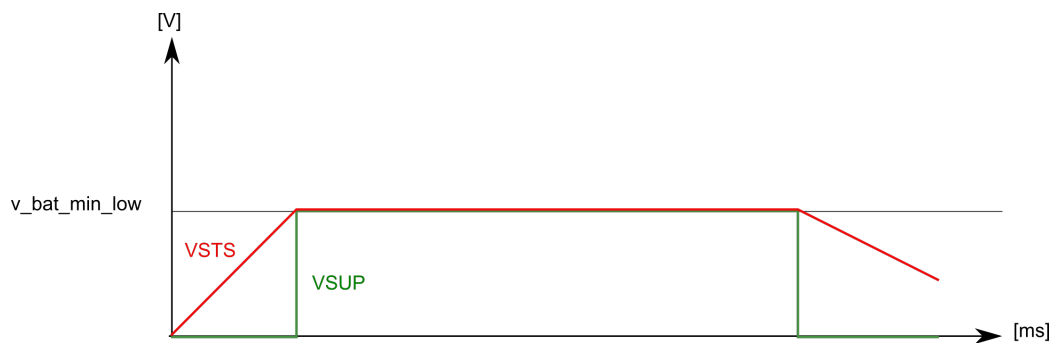 [V]
v_bat_min_low
VSTS
VSUP
[ms]